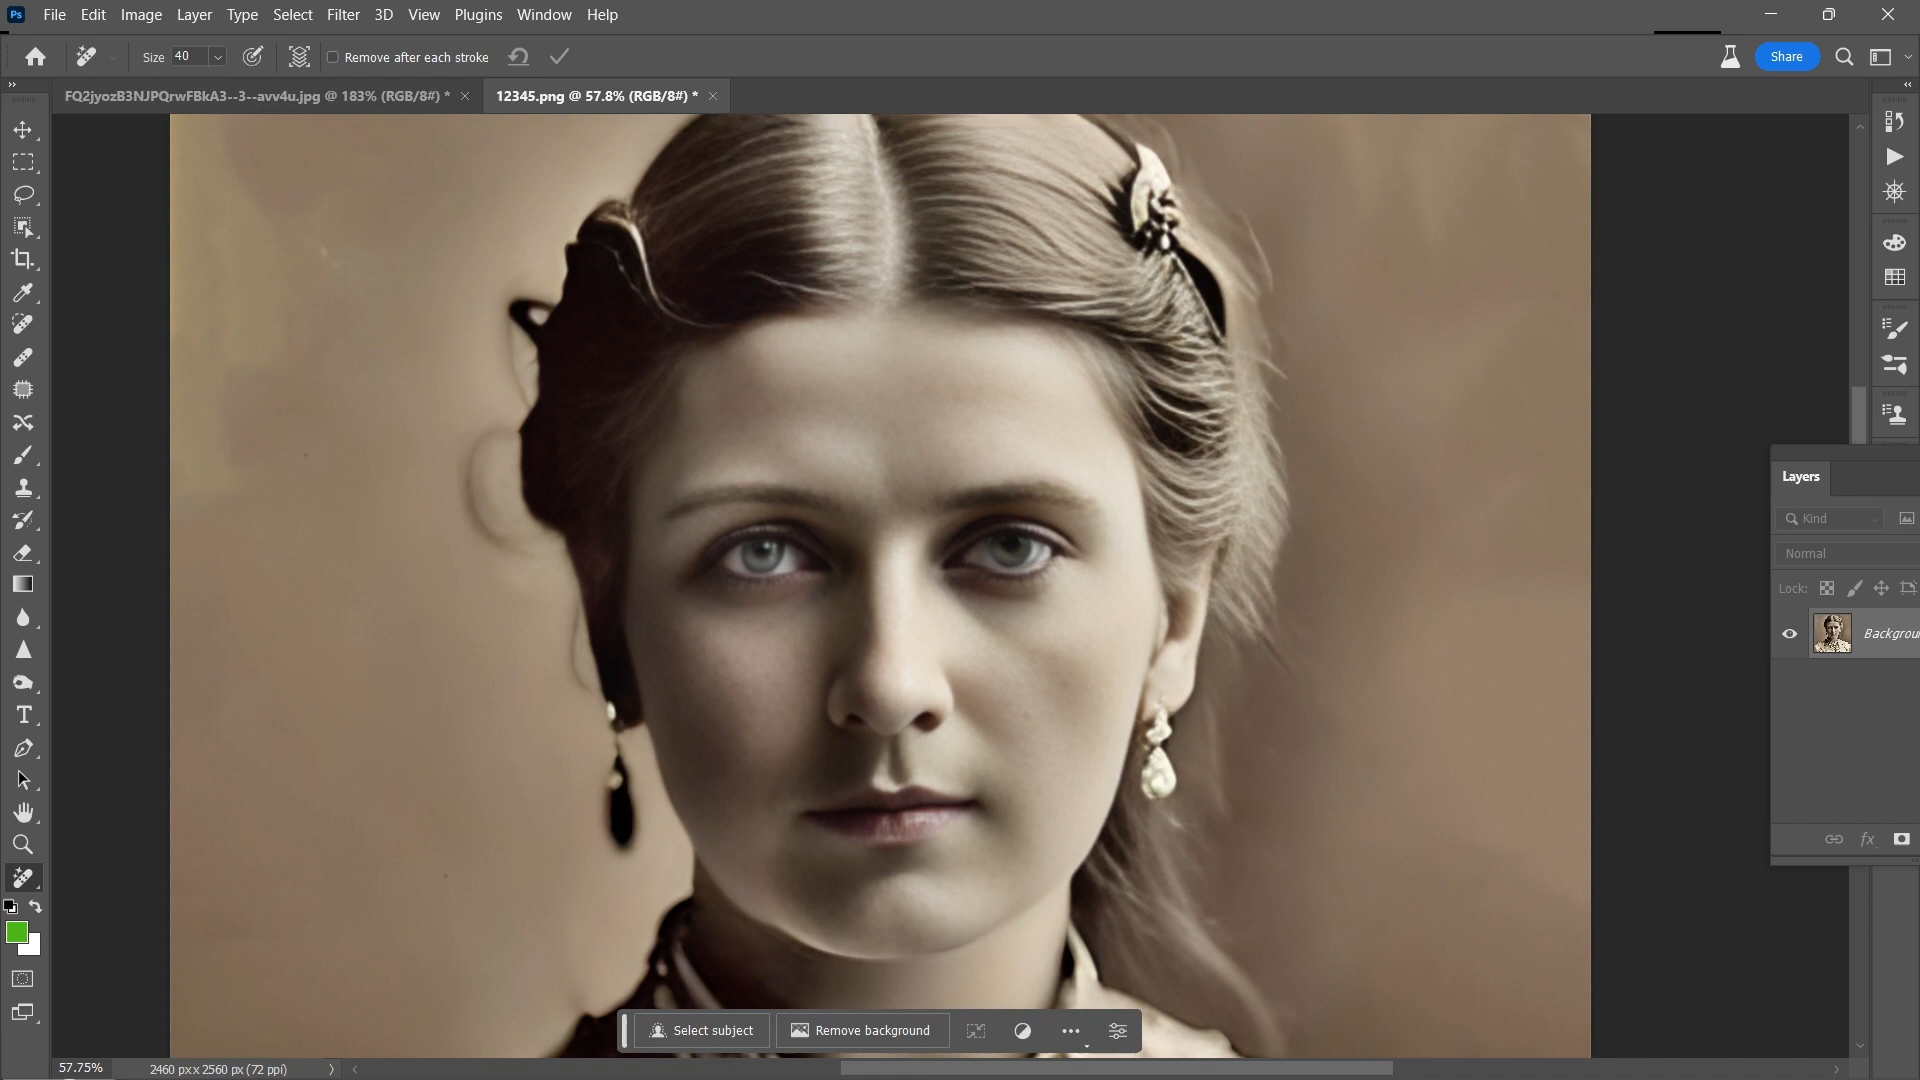 Ps File Edit Image Layer Type Select Filter 3D View Plugins Window Help
Size 40 Remove after each stroke Share
FQ2jyozB3NJPQrwFBkA3--3--avv4u.jpg @ 183% (RGB/8#) * × 12345.png @ 57.8% (RGB/8#) * ×
Layers
Kind
Normal
Lock:
Backgrou
fx
Select subject Remove background
57.75% 2460 px x 2560 px (72 ppi)